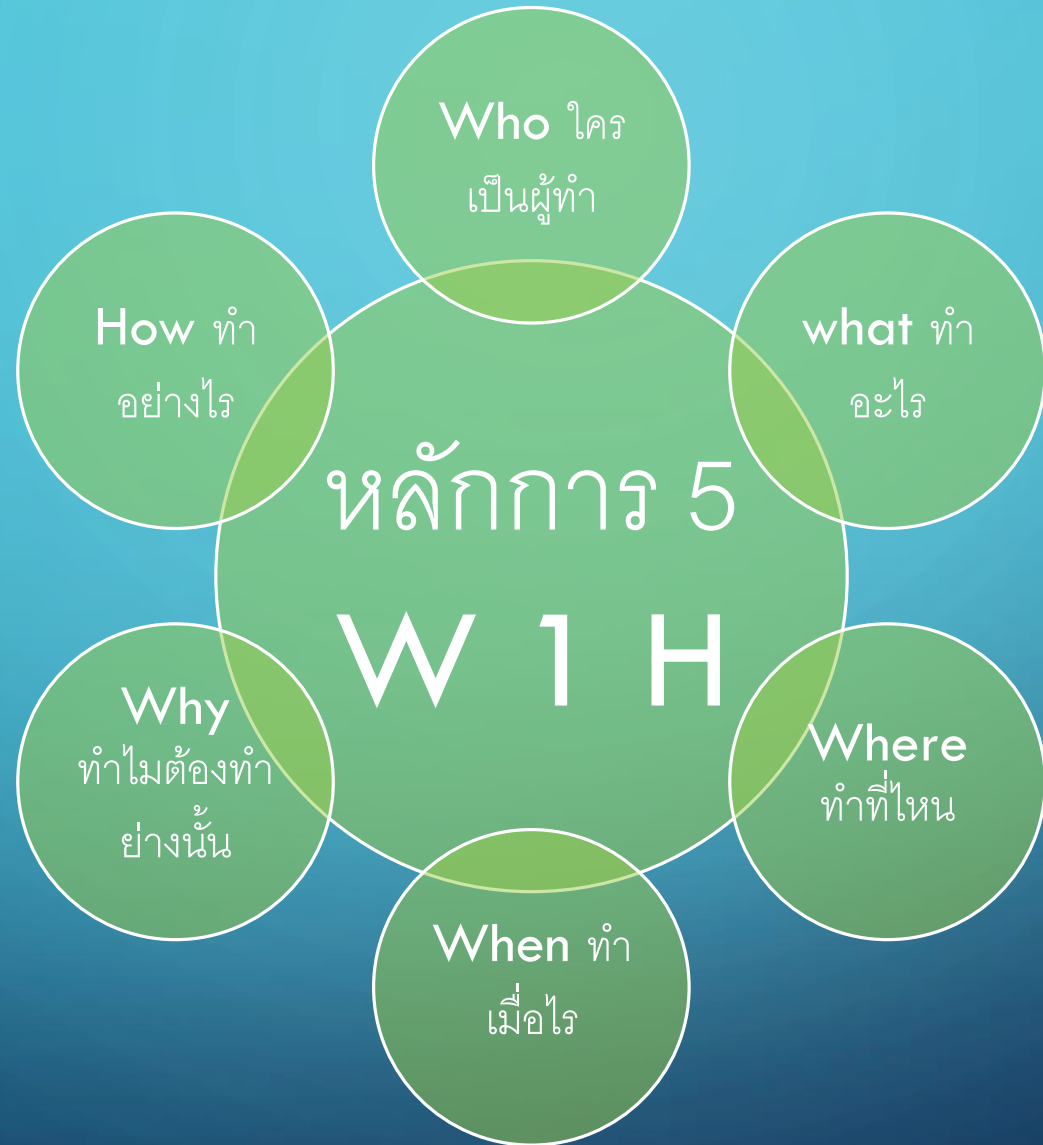 Who ใคร
เป็นผู้ทำ
what ทำ
อะไร
Where
ทำที่ไหน
When ทำ
เมื่อไร
Why
ทำไมต้องทำ
ย่างนั้น
How ทำ
อย่างไร
หลักการ 5
W 1 H